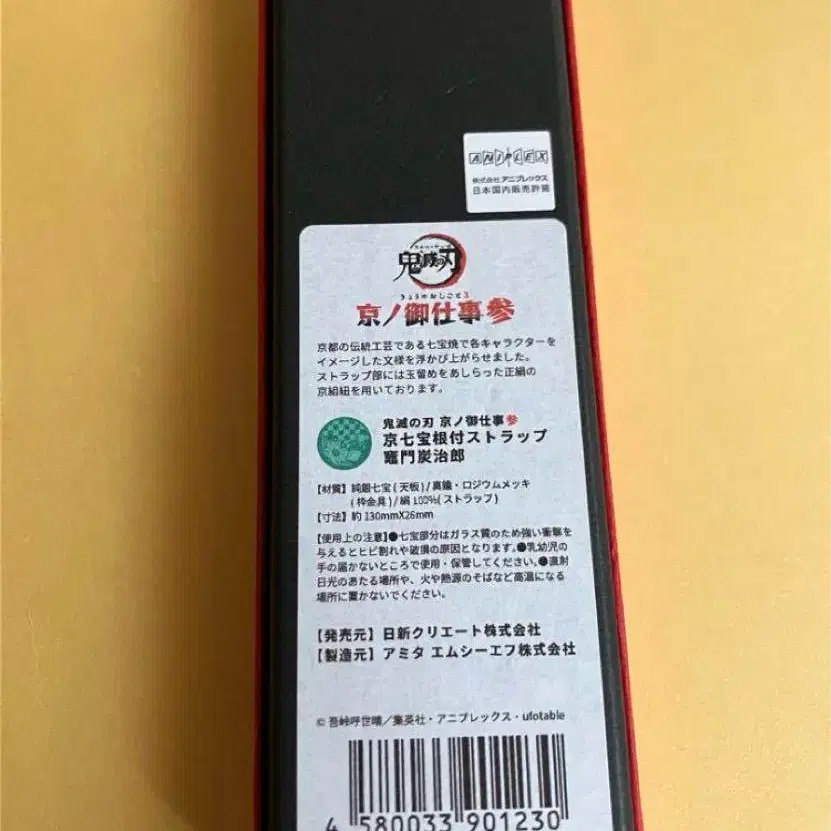 ANIPLEX
株式会社アニプレックス
日本国内販売許諾
鬼滅の刃
きょうのおしごと3
京ノ御仕事参
京都の伝統工芸である七宝焼で各キャラクターを
イメージした文様を浮かび上がらせました。
ストラップ部には玉留めをあしらった正絹の
京組紐を用いております。
鬼滅の刃 京ノ御仕事参
京七宝根付ストラップ
竈門炭治郎
【材質】純銀七宝(天板)/真鍮・ロジウムメッキ
(枠金具)/絹100%(ストラップ)
【寸法】約130mmX26mm
【使用上の注意】●七宝部分はガラス質のため強い衝撃を
与えるとヒビ割れや破損の原因となります。●乳幼児の
手の届かないところで使用・保管してください。●直射
日光のあたる場所や、火や熱源のそばなど高温になる
場所に置かないでください。
【発売元】日新クリエート株式会社
【製造元】アミタ エムシーエフ株式会社
© 吾峠呼世晴/集英社・アニプレックス・ufotable
4 580033 901230